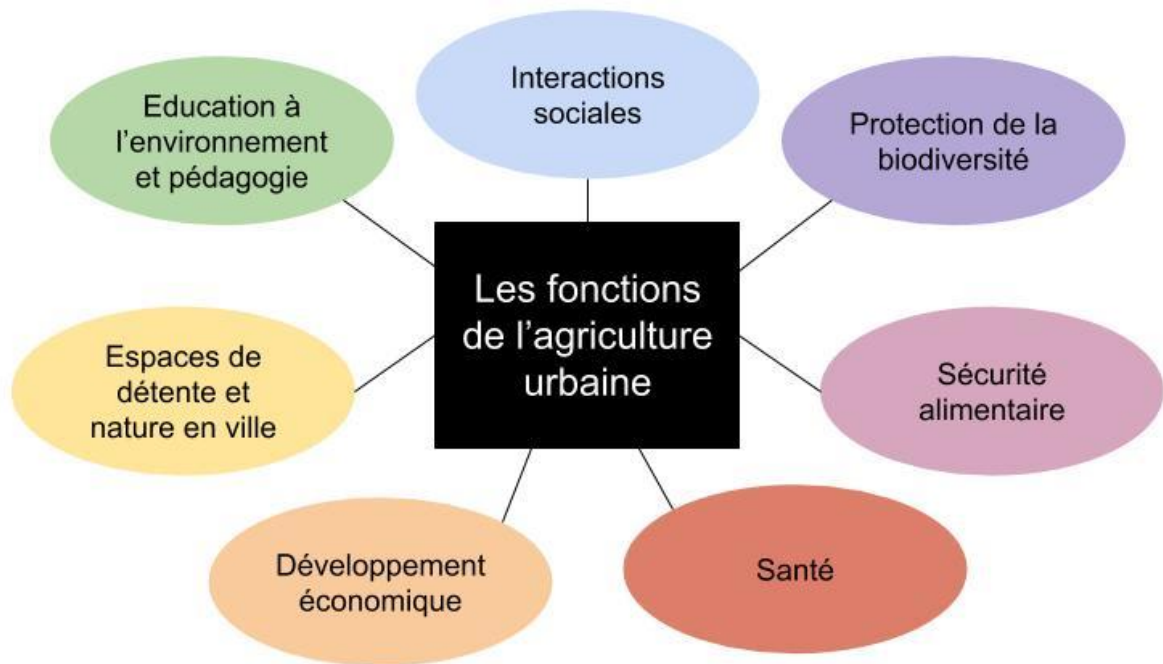 Interactions
sociales
Education à
l'environnement
et pédagogie
Protection de la
biodiversité
Les fonctions
de l'agriculture
urbaine
Espaces de
détente et
nature en ville
Sécurité
alimentaire
Développement
économique
Santé